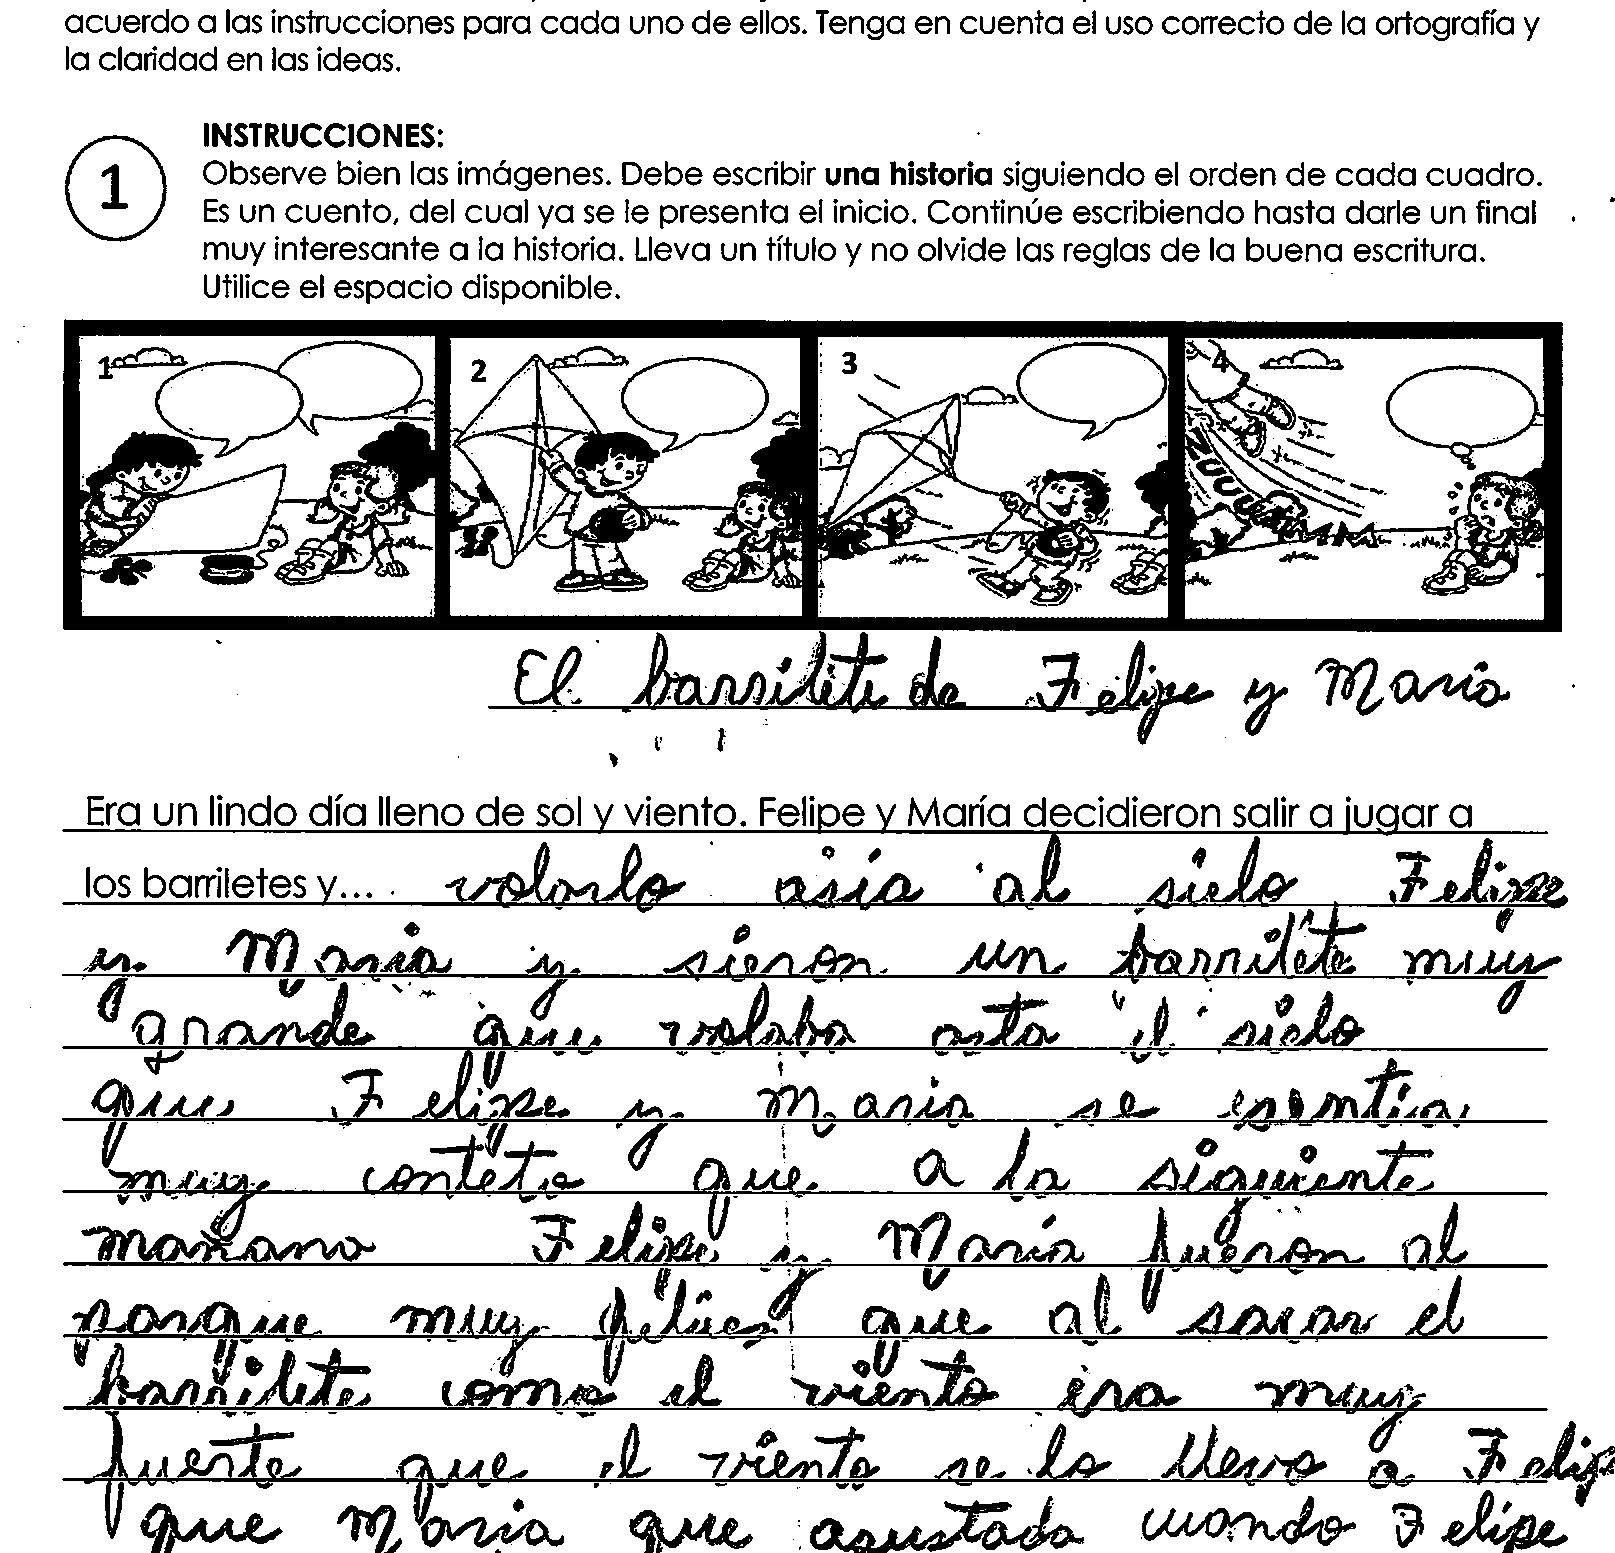 acuerdo a las instrucciones para cada uno de ellos. Tenga en cuenta el uso correcto de la ortografía y
la claridad en las ideas.
1
INSTRUCCIONES:
Observe bien las imágenes. Debe escribir una historia siguiendo el orden de cada cuadro.
Es un cuento, del cual ya se le presenta el inicio. Continúe escribiendo hasta darle un final
muy interesante a la historia. Lleva un título y no olvide las reglas de la buena escritura.
Utilice el espacio disponible.
1 2 3 4
El barrilete de Felipe y María
Era un lindo día lleno de sol y viento. Felipe y María decidieron salir a jugar a
los barriletes y... volarlo asia al sielo Felipe
y Maria y sieron un barrilete muy
grande que volaba asta el sielo
que Felipe y Maria se esentia
muy conteto que a la siguiente
mañana Felipe y María fueron al
parque muy felices que al sacar el
barrilete como el viento era muy
fuerte que el viento se lo llevo a Felipe
que Maria que asustada cuando Felipe